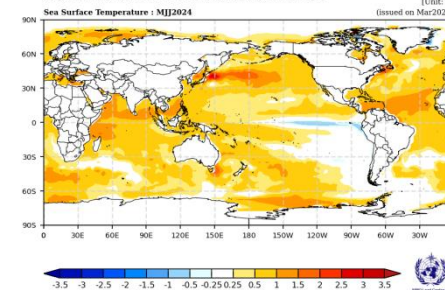 [Unit:
Sea Surface Temperature : MJJ2024
(issued on Mar202
90N
60N
30N
0
30S
60S
90S
0 30E 60E 90E 120E 150E 180 150W 120W 90W 60W 30W
-3.5 -3 -2.5 -2 -1.5 -1 -0.5 -0.25 0.25 0.5 1 1.5 2 2.5 3 3.5